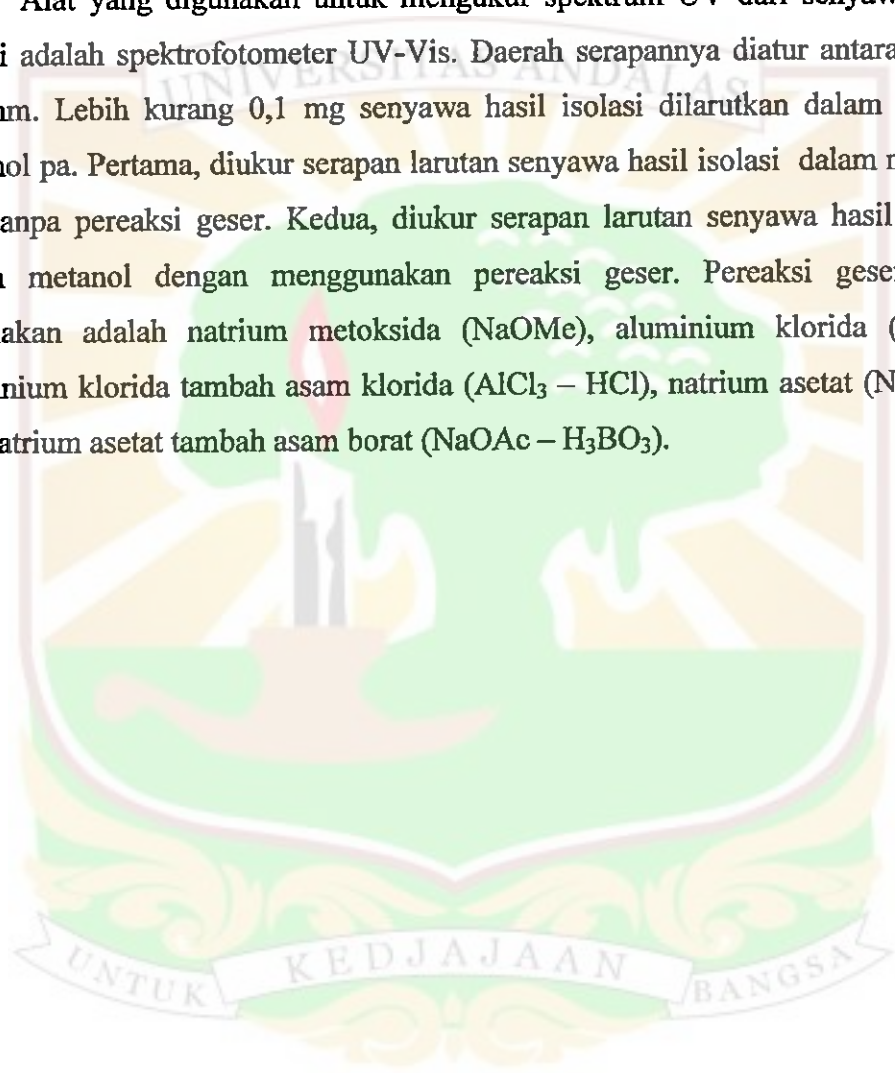 Alat yang digunakan untuk mengukur spektrum UV dari senyaw
i adalah spektrofotometer UV-Vis. Daerah serapannya diatur antara
nm. Lebih kurang 0,1 mg senyawa hasil isolasi dilarutkan dalam
nol pa. Pertama, diukur serapan larutan senyawa hasil isolasi dalam
anpa pereaksi geser. Kedua, diukur serapan larutan senyawa hasil
metanol dengan menggunakan pereaksi geser. Pereaksi geser
akan adalah natrium metoksida (NaOMe), aluminium klorida (
nium klorida tambah asam klorida (AlCl₃ – HCl), natrium asetat (N
atrium asetat tambah asam borat (NaOAc – H₃BO₃).
UNIVERSITAS ANDALAS
UNTUK KEDJAJAAN BANGSA